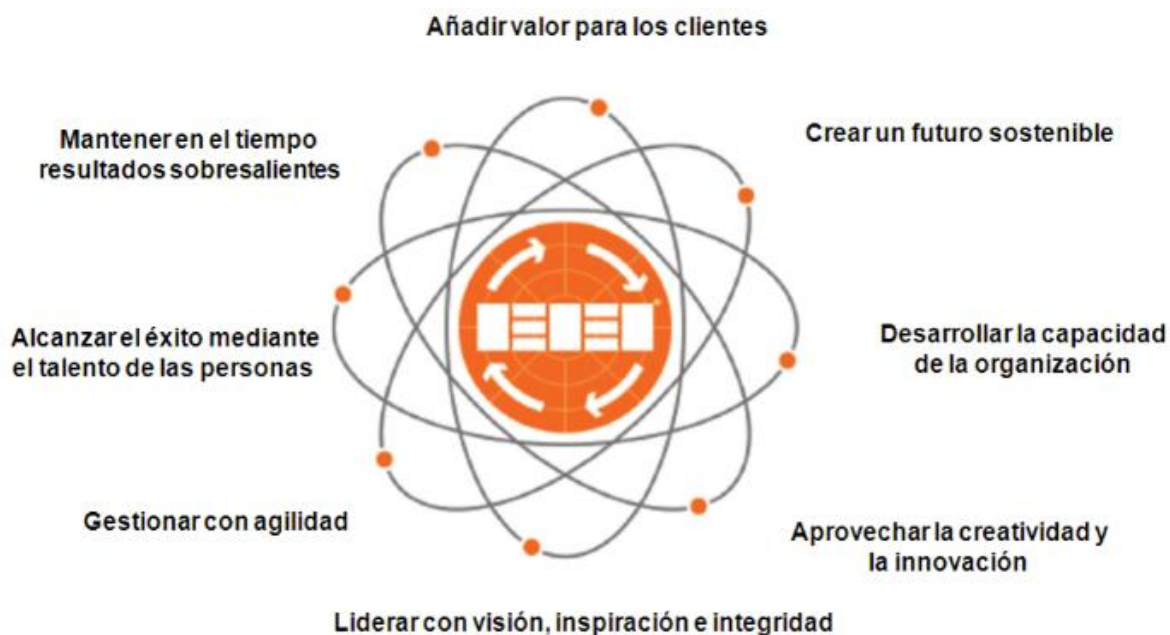 Añadir valor para los clientes
Mantener en el tiempo
resultados sobresalientes
Crear un futuro sostenible
Alcanzar el éxito mediante
el talento de las personas
Desarrollar la capacidad
de la organización
Gestionar con agilidad
Aprovechar la creatividad y
la innovación
Liderar con visión, inspiración e integridad